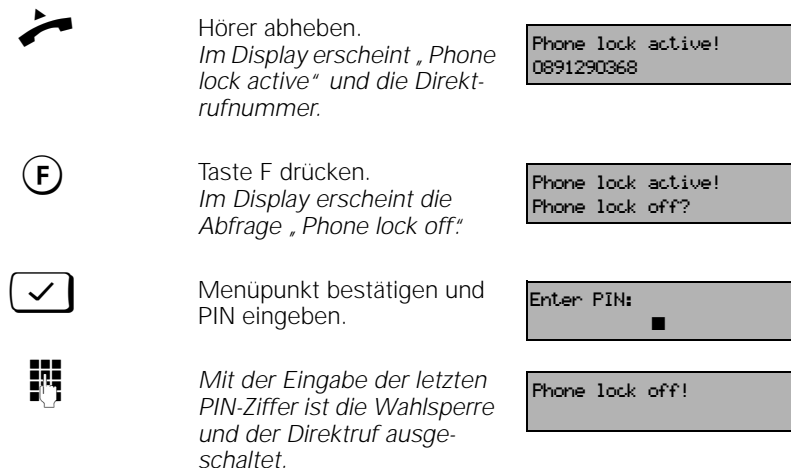 Hörer abheben.
Im Display erscheint „Phone
lock active“ und die Direkt-
rufnummer.
Phone lock active!
0891290368
F
Taste F drücken.
Im Display erscheint die
Abfrage „Phone lock off“.
Phone lock active!
Phone lock off?
Menüpunkt bestätigen und
PIN eingeben.
Enter PIN:
Mit der Eingabe der letzten
PIN-Ziffer ist die Wahlsperre
und der Direktruf ausge-
schaltet.
Phone lock off!